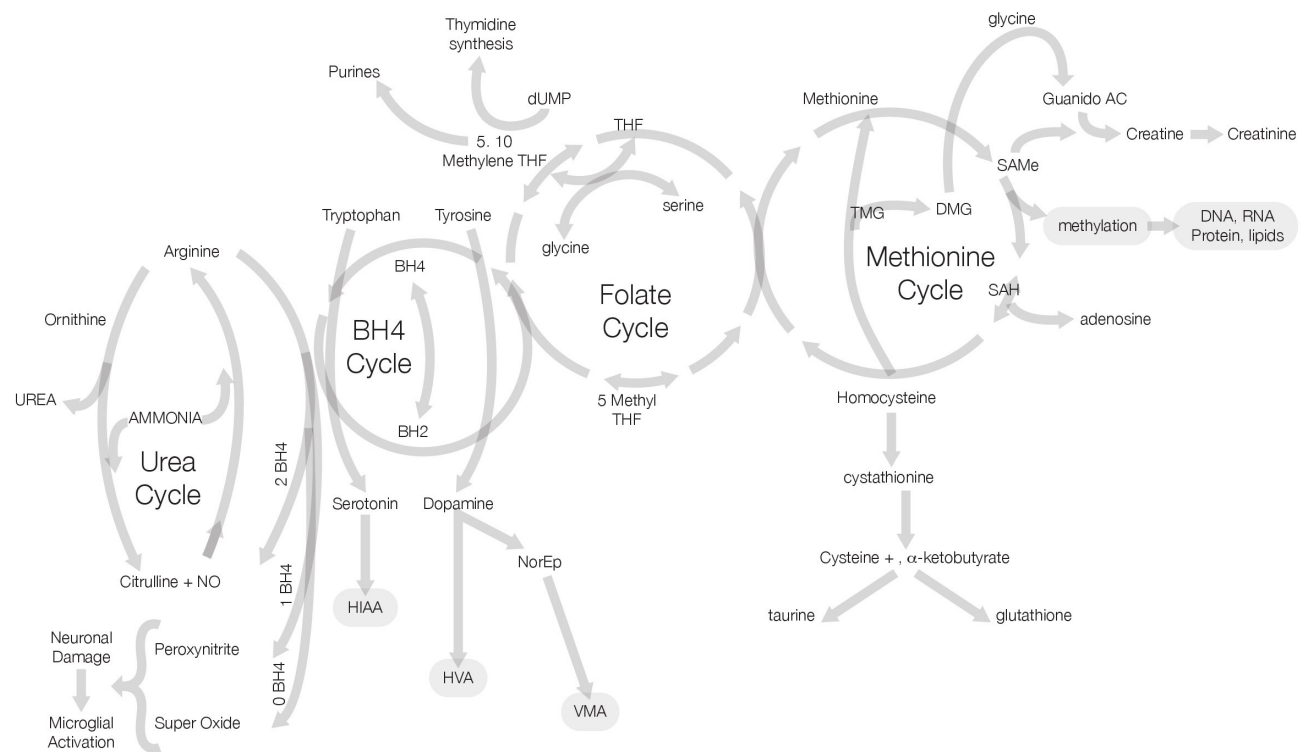 Thymidine
synthesis
glycine
Purines
dUMP
Methionine
Guanido AC
THF
Creatine
Creatinine
5. 10
Methylene THF
SAMe
Tryptophan
Tyrosine
serine
TMG
DMG
methylation
DNA, RNA
Protein, lipids
Arginine
glycine
BH4
Methionine
Cycle
Folate
Cycle
SAH
Ornithine
BH4
Cycle
adenosine
UREA
AMMONIA
5 Methyl
THF
Homocysteine
BH2
Urea
Cycle
2 BH4
cystathionine
Serotonin
Dopamine
Citrulline + NO
1 BH4
NorEp
Cysteine + , α-ketobutyrate
HIAA
taurine
glutathione
Neuronal
Damage
Peroxynitrite
0 BH4
HVA
Microglial
Activation
Super Oxide
VMA